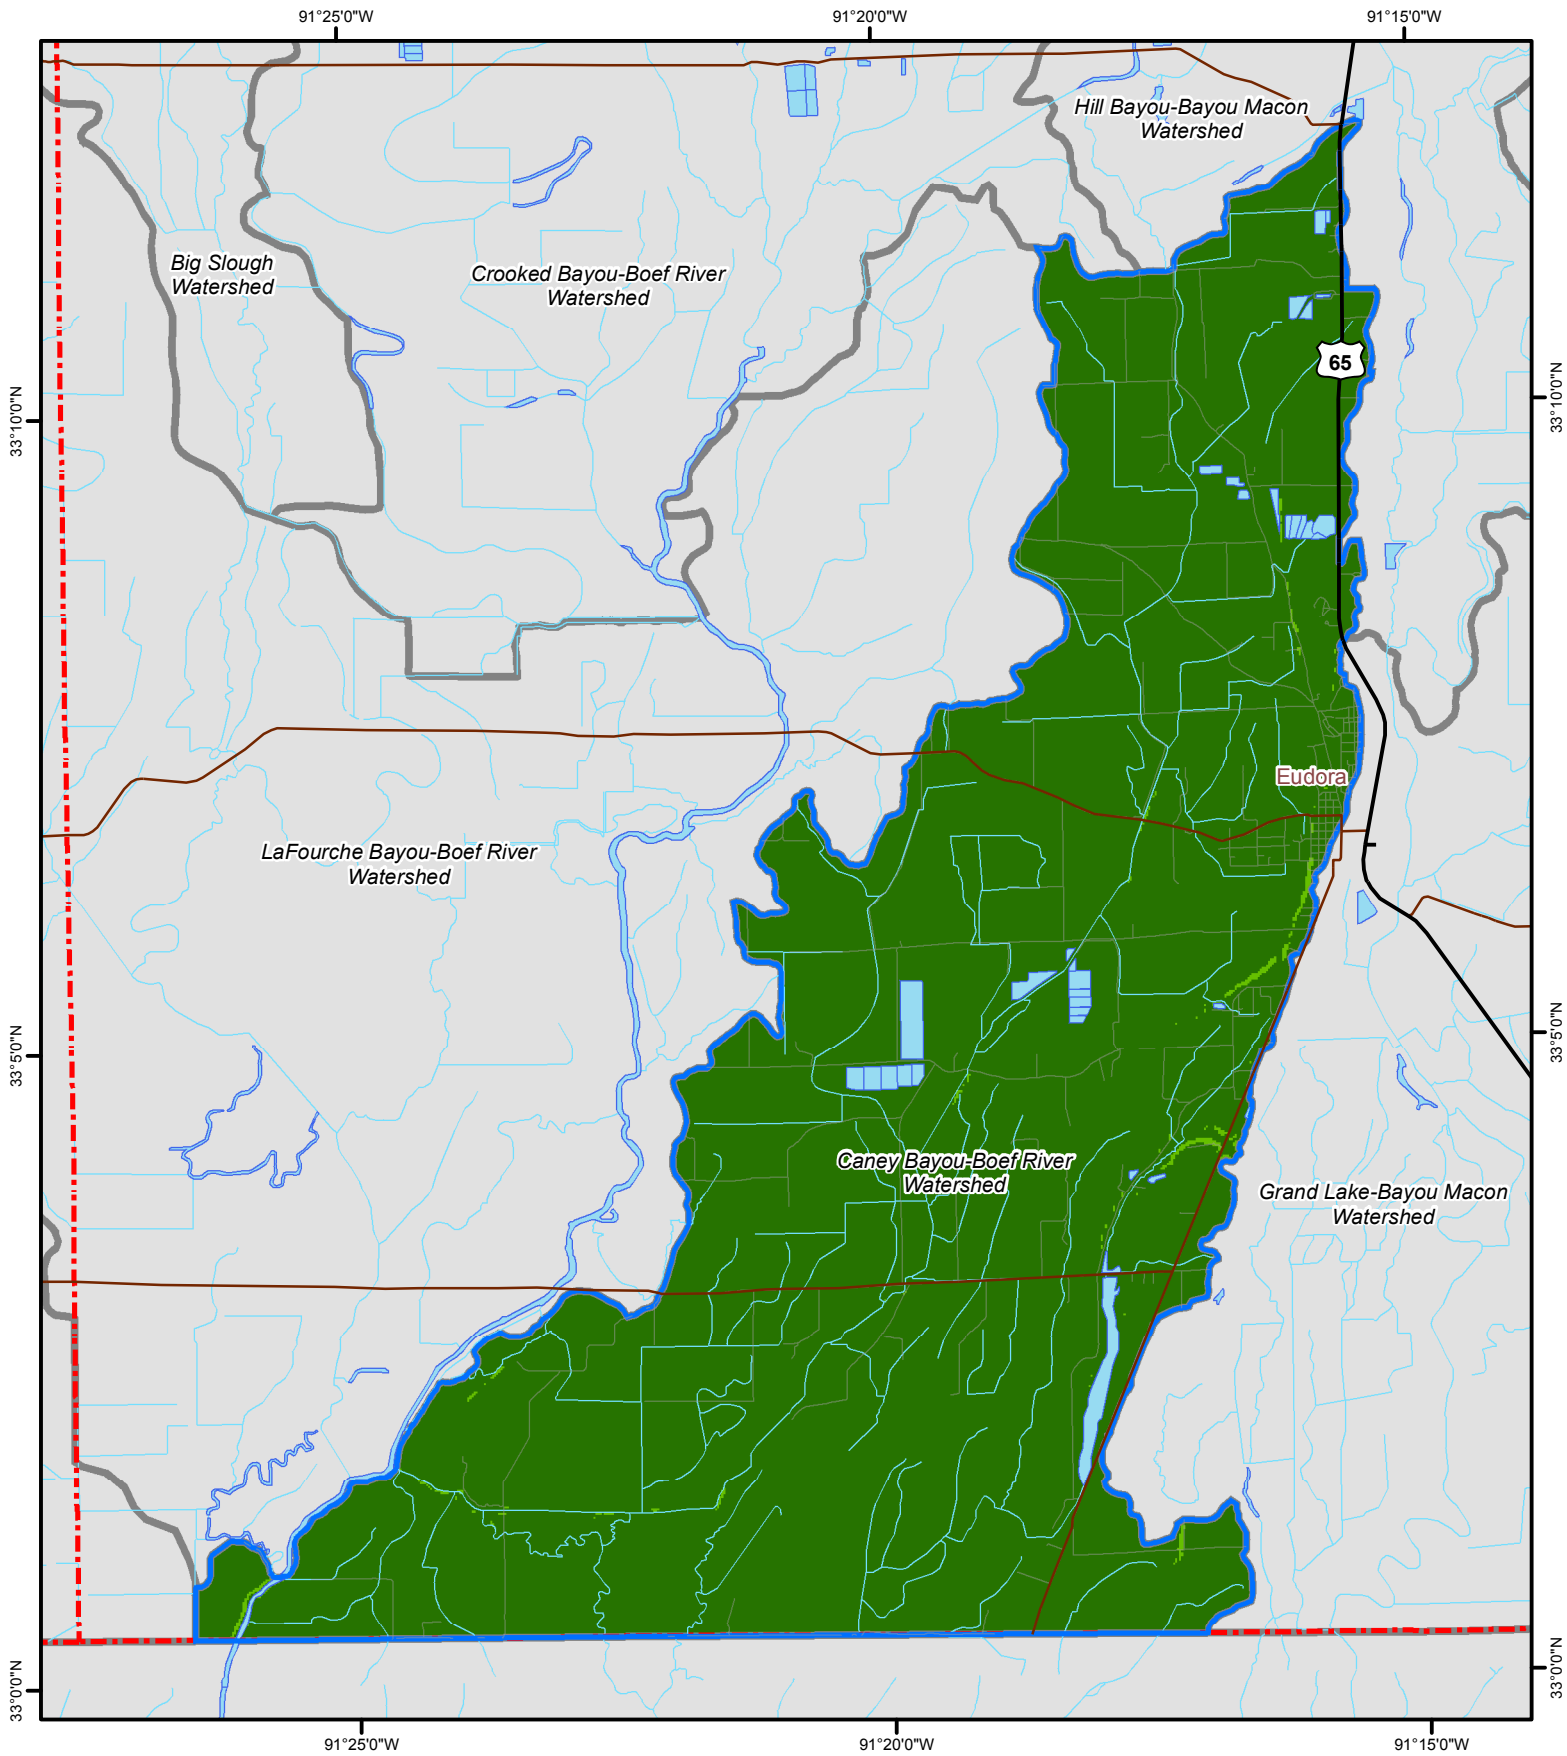 91°25'0"W
91°20'0"W
91°15'0"W
Hill Bayou-Bayou Macon
Watershed
Big Slough
Watershed
Crooked Bayou-Boef River
Watershed
65
33°10'0"N
33°10'0"N
Eudora
LaFourche Bayou-Boef River
Watershed
33°5'0"N
33°5'0"N
Caney Bayou-Boef River
Watershed
Grand Lake-Bayou Macon
Watershed
33°0'0"N
33°0'0"N
91°25'0"W
91°20'0"W
91°15'0"W